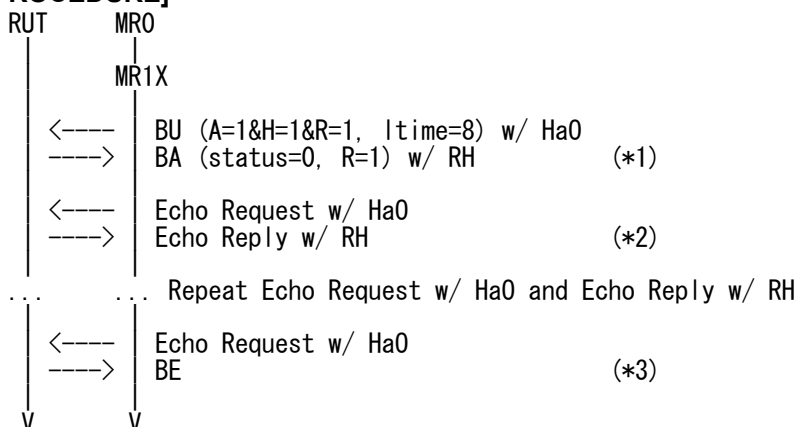 ROCEDURE]
RUT MR0
MR1X
<---- BU (A=1&H=1&R=1, ltime=8) w/ HaO
----> BA (status=0, R=1) w/ RH (*1)
<---- Echo Request w/ HaO
----> Echo Reply w/ RH (*2)
... ... Repeat Echo Request w/ HaO and Echo Reply w/ RH
<---- Echo Request w/ HaO
----> BE (*3)
V V